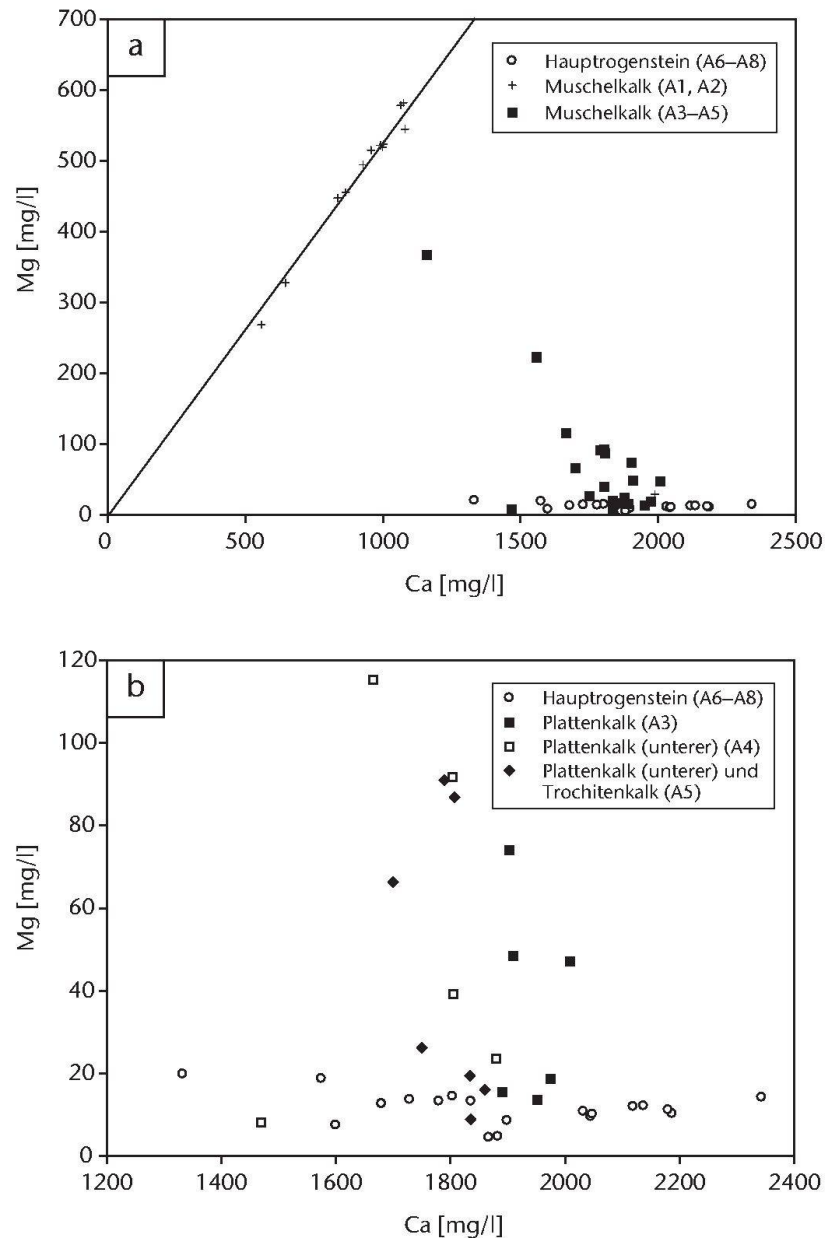 a
Hauptrogenstein (A6–A8)
Muschelkalk (A1, A2)
Muschelkalk (A3–A5)
700
600
500
400
300
200
100
0
Mg [mg/l]
0
500
1000
1500
2000
2500
Ca [mg/l]
b
Hauptrogenstein (A6–A8)
Plattenkalk (A3)
Plattenkalk (unterer) (A4)
Plattenkalk (unterer) und
Trochitenkalk (A5)
120
100
80
60
40
20
0
Mg [mg/l]
1200
1400
1600
1800
2000
2200
2400
Ca [mg/l]